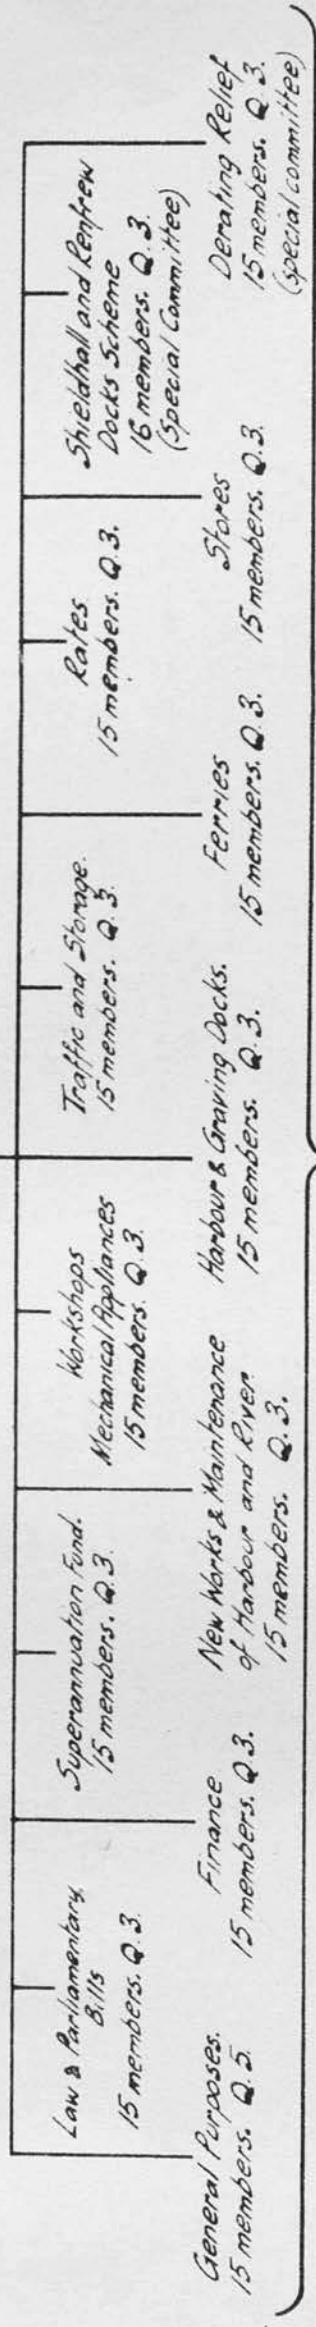 Law & Parliamentary
Bills
15 members. Q.3.
Superannuation Fund.
15 members. Q.3.
Workshops
Mechanical Appliances
15 members. Q.3.
Traffic and Storage.
15 members. Q.3.
Rates
15 members. Q.3.
Shieldhall and Renfrew
Docks Scheme
16 members. Q.3.
(Special Committee)
General Purposes.
15 members. Q.5.
Finance
15 members. Q.3.
New Works & Maintenance
of Harbour and River
15 members. Q.3.
Harbour & Graving Docks.
15 members. Q.3.
Ferries
15 members. Q.3.
Stores
15 members. Q.3.
Derating Relief
15 members. Q.3.
(special committee)